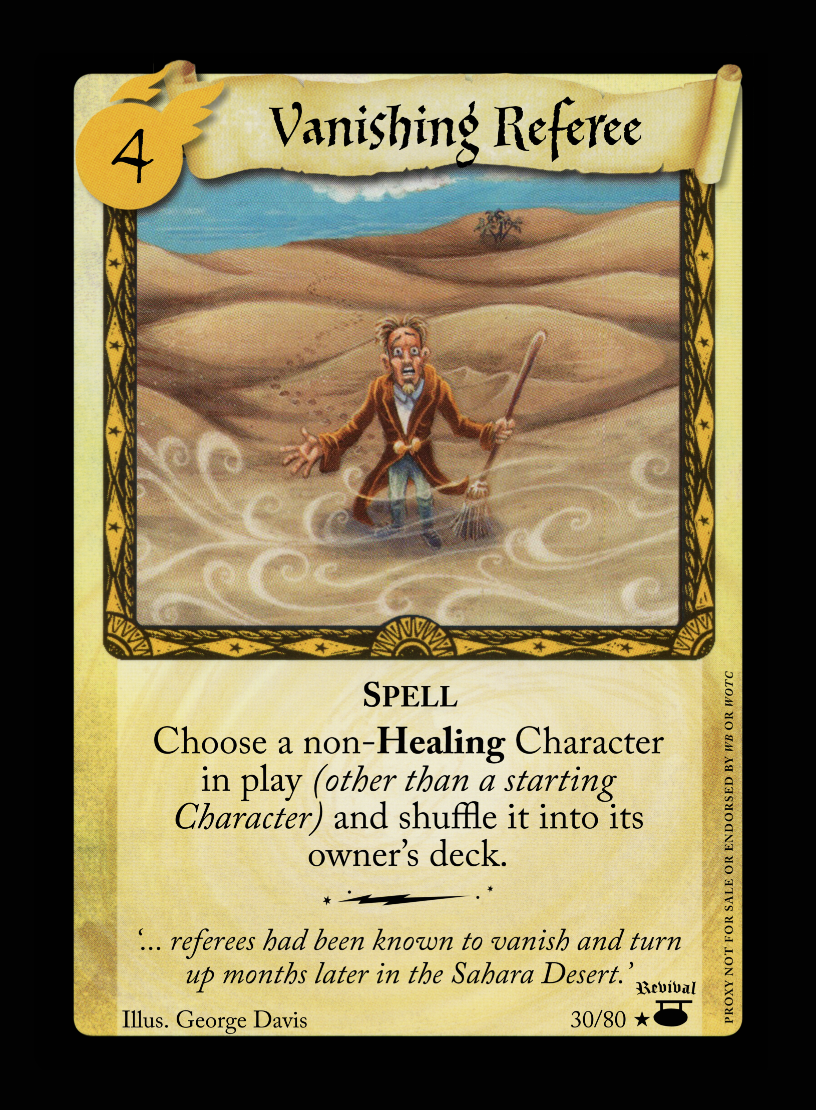 4
Vanishing Referee
SPELL
Choose a non-Healing Character
in play (other than a starting
Character) and shuffle it into its
owner's deck.
'... referees had been known to vanish and turn
up months later in the Sahara Desert.'
Revival
Illus. George Davis
30/80 ★
PROXY NOT FOR SALE OR ENDORSED BY WB OR WOTC